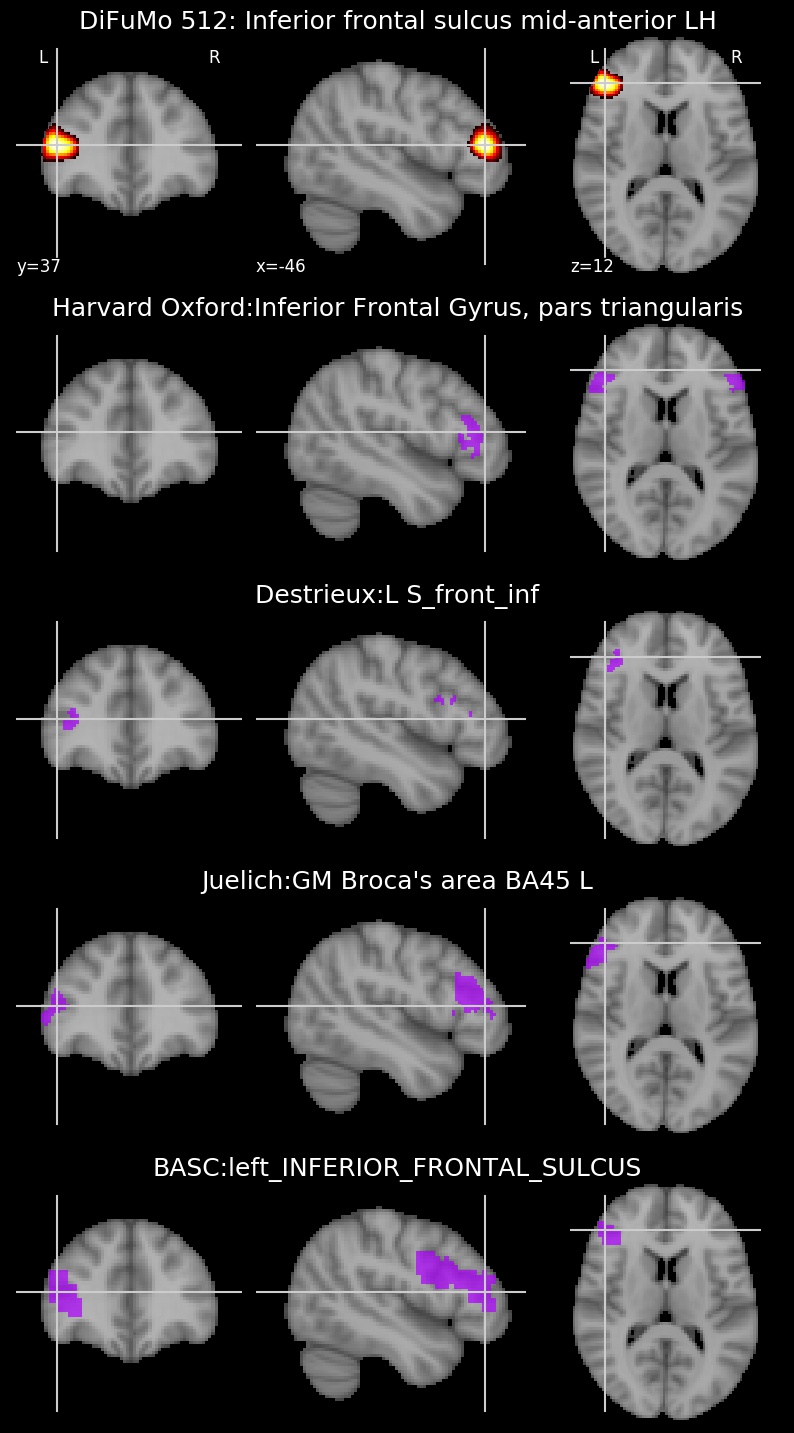 DiFuMo 512: Inferior frontal sulcus mid-anterior LH
L R L R
y=37 x=-46 z=12
Harvard Oxford:Inferior Frontal Gyrus, pars triangularis
Destrieux:L S_front_inf
Juelich:GM Broca's area BA45 L
BASC:left_INFERIOR_FRONTAL_SULCUS